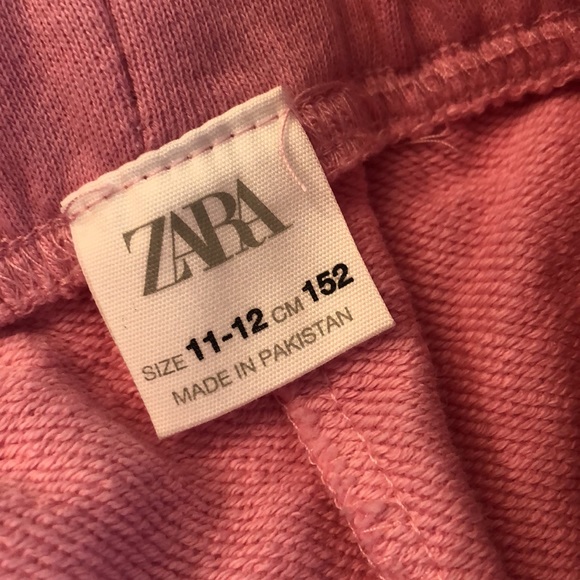 ZARA
SIZE 11-12 CM 152
MADE IN PAKISTAN